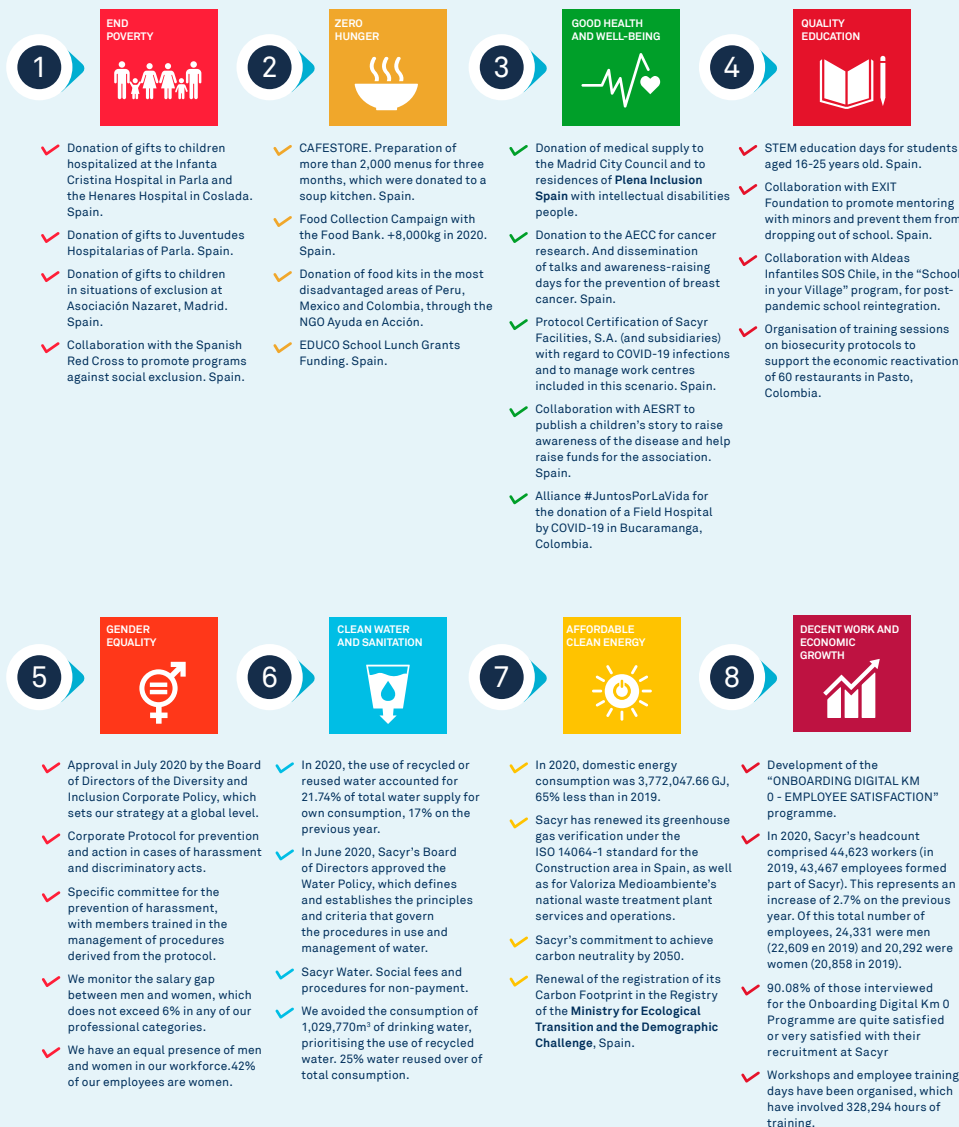 1
END
POVERTY
Donation of gifts to children
hospitalized at the Infanta
Cristina Hospital in Parla and
the Henares Hospital in Coslada.
Spain.
Donation of gifts to Juventudes
Hospitalarias of Parla. Spain.
Donation of gifts to children
in situations of exclusion at
Asociación Nazaret, Madrid.
Spain.
Collaboration with the Spanish
Red Cross to promote programs
against social exclusion. Spain.
2
ZERO
HUNGER
CAFESTORE. Preparation of
more than 2,000 menus for three
months, which were donated to a
soup kitchen. Spain.
Food Collection Campaign with
the Food Bank. +8,000kg in 2020.
Spain.
Donation of food kits in the most
disadvantaged areas of Peru,
Mexico and Colombia, through the
NGO Ayuda en Acción.
EDUCO School Lunch Grants
Funding. Spain.
3
GOOD HEALTH
AND WELL-BEING
Donation of medical supply to
the Madrid City Council and to
residences of Plena Inclusion
Spain with intellectual disabilities
people.
Donation to the AECC for cancer
research. And dissemination
of talks and awareness-raising
days for the prevention of breast
cancer. Spain.
Protocol Certification of Sacyr
Facilities, S.A. (and subsidiaries)
with regard to COVID-19 infections
and to manage work centres
included in this scenario. Spain.
Collaboration with AESRT to
publish a children's story to raise
awareness of the disease and help
raise funds for the association.
Spain.
Alliance #JuntosPorLaVida for
the donation of a Field Hospital
by COVID-19 in Bucaramanga,
Colombia.
4
QUALITY
EDUCATION
STEM education days for students
aged 16-25 years old. Spain.
Collaboration with EXIT
Foundation to promote mentoring
with minors and prevent them from
dropping out of school. Spain.
Collaboration with Aldeas
Infantiles SOS Chile, in the “School
in your Village” program, for post-
pandemic school reintegration.
Organisation of training sessions
on biosecurity protocols to
support the economic reactivation
of 60 restaurants in Pasto,
Colombia.
5
GENDER
EQUALITY
Approval in July 2020 by the Board
of Directors of the Diversity and
Inclusion Corporate Policy, which
sets our strategy at a global level.
Corporate Protocol for prevention
and action in cases of harassment
and discriminatory acts.
Specific committee for the
prevention of harassment,
with members trained in the
management of procedures
derived from the protocol.
We monitor the salary gap
between men and women, which
does not exceed 6% in any of our
professional categories.
We have an equal presence of men
and women in our workforce.42%
of our employees are women.
6
CLEAN WATER
AND SANITATION
In 2020, the use of recycled or
reused water accounted for
21.74% of total water supply for
own consumption, 17% on the
previous year.
In June 2020, Sacyr's Board
of Directors approved the
Water Policy, which defines
and establishes the principles
and criteria that govern
the procedures in use and
management of water.
Sacyr Water. Social fees and
procedures for non-payment.
We avoided the consumption of
1,029,770m³ of drinking water,
prioritising the use of recycled
water. 25% water reused over of
total consumption.
7
AFFORDABLE
CLEAN ENERGY
In 2020, domestic energy
consumption was 3,772,047.66 GJ,
65% less than in 2019.
Sacyr has renewed its greenhouse
gas verification under the
ISO 14064-1 standard for the
Construction area in Spain, as well
as for Valoriza Medioambiente's
national waste treatment plant
services and operations.
Sacyr's commitment to achieve
carbon neutrality by 2050.
Renewal of the registration of its
Carbon Footprint in the Registry
of the Ministry for Ecological
Transition and the Demographic
Challenge, Spain.
8
DECENT WORK AND
ECONOMIC
GROWTH
Development of the
“ONBOARDING DIGITAL KM
0 - EMPLOYEE SATISFACTION”
programme.
In 2020, Sacyr's headcount
comprised 44,623 workers (in
2019, 43,467 employees formed
part of Sacyr). This represents an
increase of 2.7% on the previous
year. Of this total number of
employees, 24,331 were men
(22,609 en 2019) and 20,292 were
women (20,858 in 2019).
90.08% of those interviewed
for the Onboarding Digital Km 0
Programme are quite satisfied
or very satisfied with their
recruitment at Sacyr
Workshops and employee training
days have been organised, which
have involved 328,294 hours of
training.